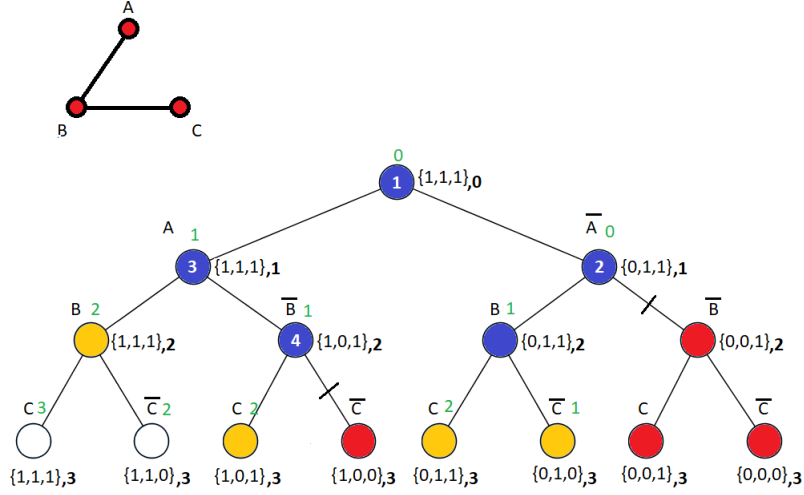 A
B
C
0
1
{1,1,1},0
A
1
A̅
0
3
{1,1,1},1
2
{0,1,1},1
B
2
B̅
1
B
1
B̅
{1,1,1},2
4
{1,0,1},2
{0,1,1},2
{0,0,1},2
C
3
C̅
2
C
2
C̅
C
2
C̅
1
C
C̅
{1,1,1},3
{1,1,0},3
{1,0,1},3
{1,0,0},3
{0,1,1},3
{0,1,0},3
{0,0,1},3
{0,0,0},3